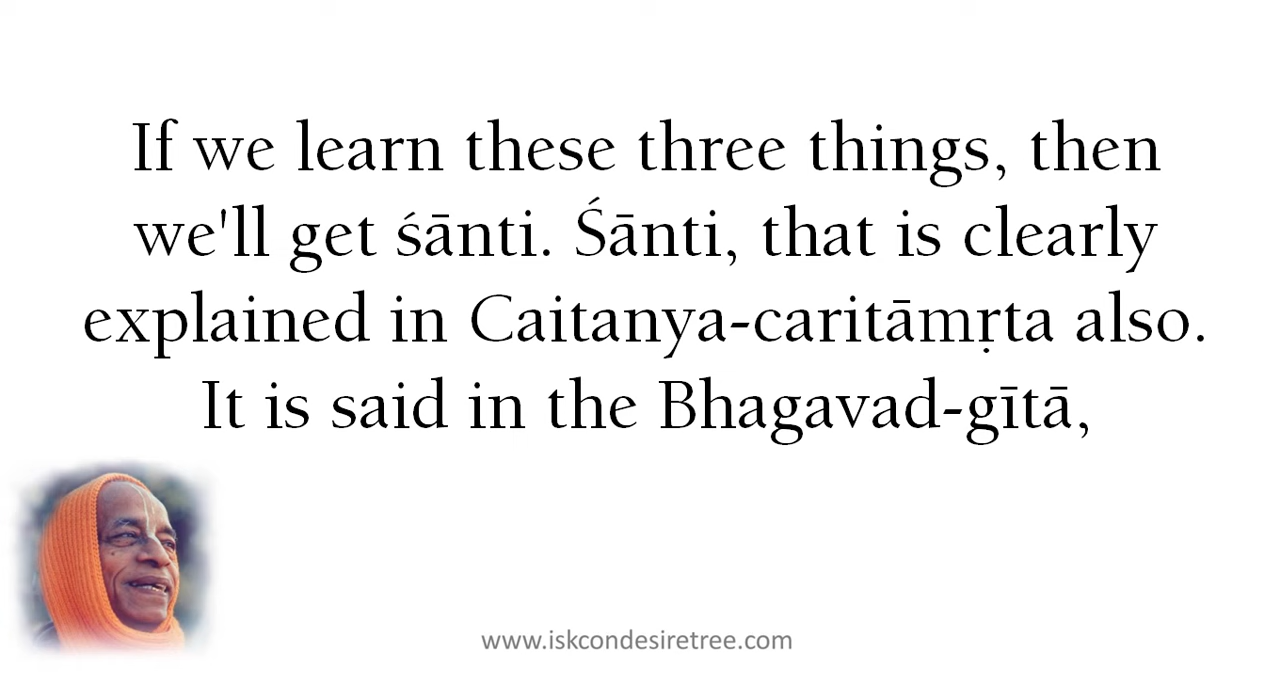 If we learn these three things, then
we'll get śānti. Śānti, that is clearly
explained in Caitanya-caritāmṛta also.
It is said in the Bhagavad-gītā,
www.iskcondesiretree.com